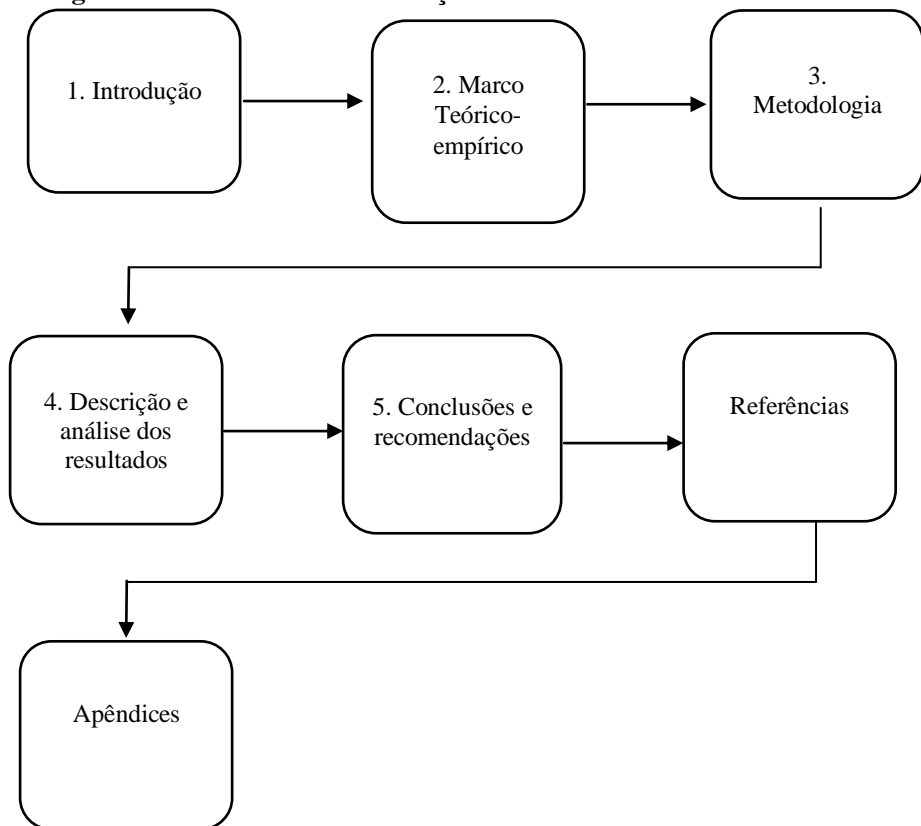 1. Introdução
2. Marco
Teórico-
empírico
3.
Metodologia
4. Descrição e
análise dos
resultados
5. Conclusões e
recomendações
Referências
Apêndices